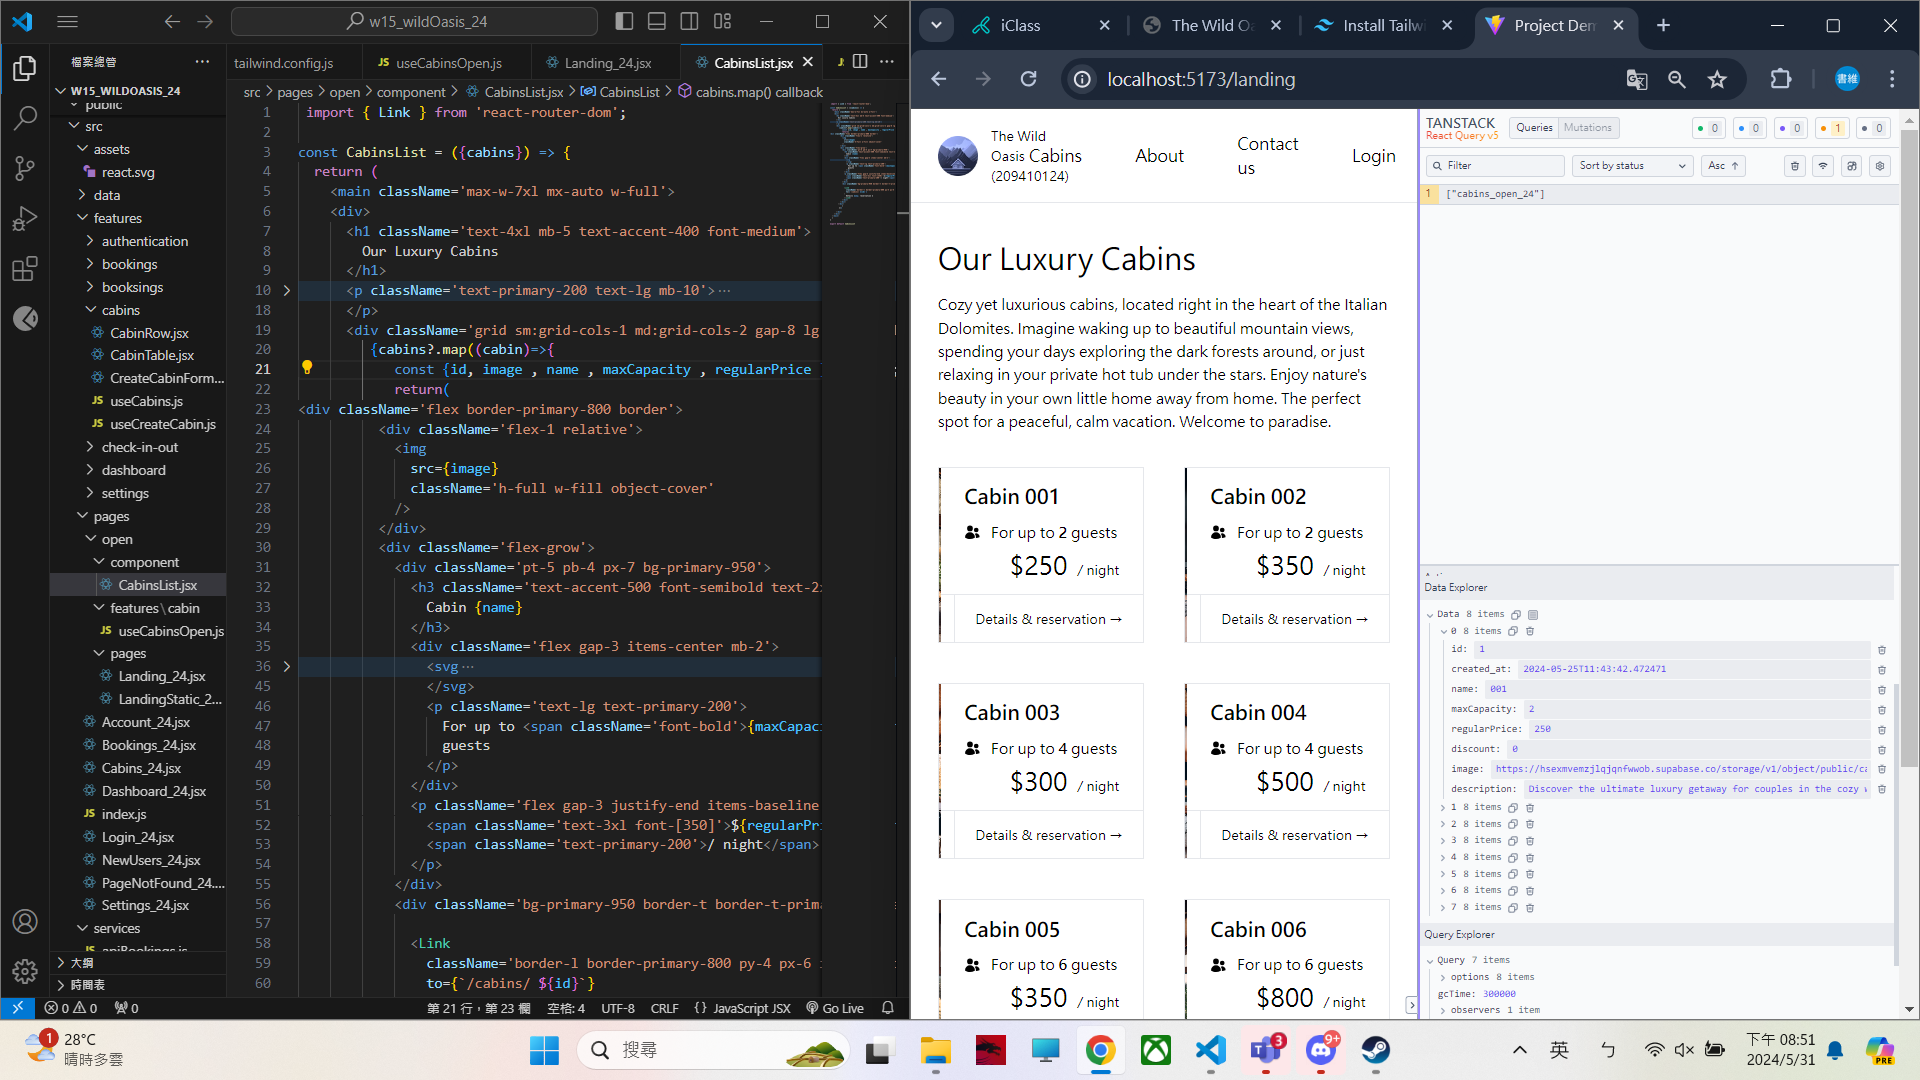 w15_wildOasis_24
檔案總管
W15_WILDOASIS_24
public
src
assets
react.svg
data
features
authentication
bookings
booksings
cabins
CabinRow.jsx
CabinTable.jsx
CreateCabinForm...
JS useCabins.js
JS useCreateCabin.js
check-in-out
dashboard
settings
pages
open
component
CabinsList.jsx
features\cabin
JS useCabinsOpen.js
pages
Landing_24.jsx
LandingStatic_2...
Account_24.jsx
Bookings_24.jsx
Cabins_24.jsx
Dashboard_24.jsx
JS index.js
Login_24.jsx
NewUsers_24.jsx
PageNotFound_24....
Settings_24.jsx
services
JS apiBookings.js
大綱
時間表
tailwind.config.js
JS useCabinsOpen.js
Landing_24.jsx
CabinsList.jsx
src > pages > open > component > CabinsList.jsx > CabinsList > cabins.map() callback
1 import { Link } from 'react-router-dom';
2
3 const CabinsList = ({cabins}) => {
4 return (
5 <main className='max-w-7xl mx-auto w-full'>
6 <div>
7 <h1 className='text-4xl mb-5 text-accent-400 font-medium'>
8 Our Luxury Cabins
9 </h1>
10 <p className='text-primary-200 text-lg mb-10'>…
18 </p>
19 <div className='grid sm:grid-cols-1 md:grid-cols-2 gap-8 lg
20 {cabins?.map((cabin)=>{
21 const {id, image , name , maxCapacity , regularPrice
22 return(
23 <div className='flex border-primary-800 border'>
24 <div className='flex-1 relative'>
25 <img
26 src={image}
27 className='h-full w-fill object-cover'
28 />
29 </div>
30 <div className='flex-grow'>
31 <div className='pt-5 pb-4 px-7 bg-primary-950'>
32 <h3 className='text-accent-500 font-semibold text-2x
33 Cabin {name}
34 </h3>
35 <div className='flex gap-3 items-center mb-2'>
36 <svg…
45 </svg>
46 <p className='text-lg text-primary-200'>
47 For up to <span className='font-bold'>{maxCapaci
48 guests
49 </p>
50 </div>
51 <p className='flex gap-3 justify-end items-baseline
52 <span className='text-3xl font-[350]'>${regularPri
53 <span className='text-primary-200'>/ night</span>
54 </p>
55 </div>
56 <div className='bg-primary-950 border-t border-t-prima
57
58 <Link
59 className='border-l border-primary-800 py-4 px-6
60 to={`/cabins/ ${id}`}
0 0 0
第 21 行，第 23 欄
空格: 4
UTF-8
CRLF
{ } JavaScript JSX
Go Live
iClass
The Wild O
Install Tailwi
Project Dem
localhost:5173/landing
書維
The Wild
Oasis
(209410124)
Cabins
About
Contact
us
Login
Our Luxury Cabins
Cozy yet luxurious cabins, located right in the heart of the Italian
Dolomites. Imagine waking up to beautiful mountain views,
spending your days exploring the dark forests around, or just
relaxing in your private hot tub under the stars. Enjoy nature's
beauty in your own little home away from home. The perfect
spot for a peaceful, calm vacation. Welcome to paradise.
Cabin 001
For up to 2 guests
$250 / night
Details & reservation →
Cabin 002
For up to 2 guests
$350 / night
Details & reservation →
Cabin 003
For up to 4 guests
$300 / night
Details & reservation →
Cabin 004
For up to 4 guests
$500 / night
Details & reservation →
Cabin 005
For up to 6 guests
$350 / night
Cabin 006
For up to 6 guests
$800 / night
TANSTACK
React Query v5
Queries
Mutations
0 0 0 1 0
Filter
Sort by status
Asc ↑
1 ["cabins_open_24"]
Data Explorer
Data 8 items
0 8 items
id: 1
created_at: 2024-05-25T11:43:42.472471
name: 001
maxCapacity: 2
regularPrice: 250
discount: 0
image: https://hsexmvemzjlqjqnfwwob.supabase.co/storage/v1/object/public/ca
description: Discover the ultimate luxury getaway for couples in the cozy w
1 8 items
2 8 items
3 8 items
4 8 items
5 8 items
6 8 items
7 8 items
Query Explorer
Query 7 items
options 8 items
gcTime: 300000
observers 1 item
1
28°C
晴時多雲
搜尋
3
9+
英
ㄅ
下午 08:51
2024/5/31
PRE